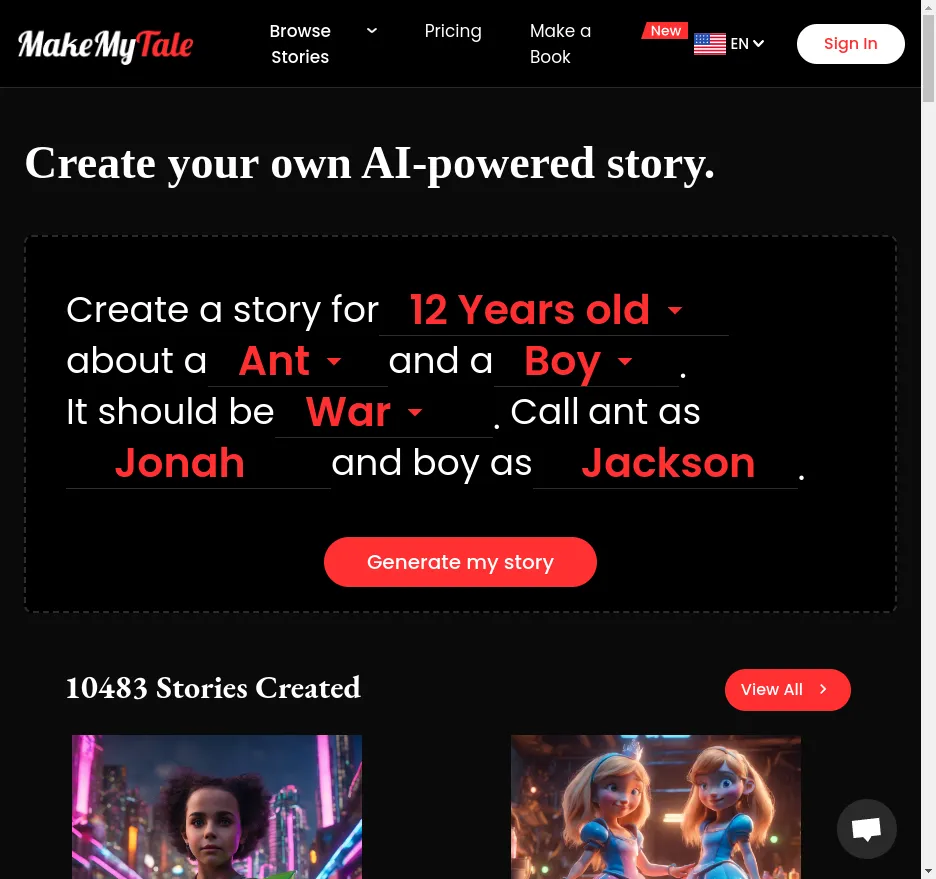 MakeMyTale
Browse
Stories
Pricing
Make a
Book
New
EN
Sign In
Create your own AI-powered story.
Create a story for 12 Years old
about a Ant and a Boy .
It should be War . Call ant as
Jonah and boy as Jackson .
Generate my story
10483 Stories Created
View All